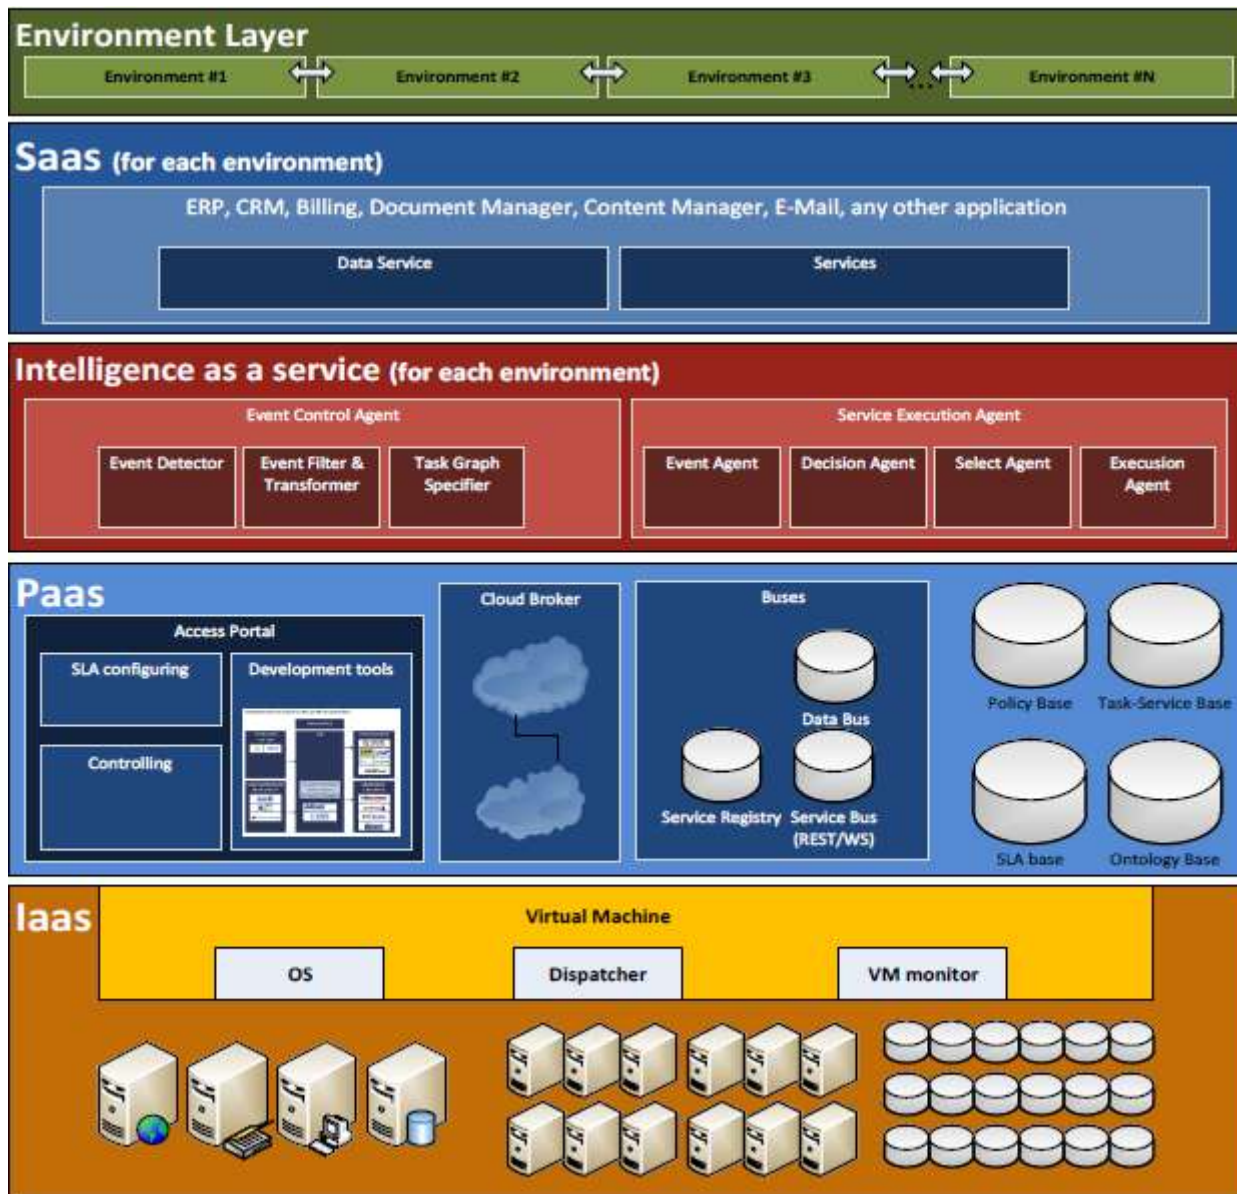 Environment Layer
Environment #1
Environment #2
Environment #3
...
Environment #N
Saas (for each environment)
ERP, CRM, Billing, Document Manager, Content Manager, E-Mail, any other application
Data Service
Services
Intelligence as a service (for each environment)
Event Control Agent
Event Detector
Event Filter &
Transformer
Task Graph
Specifier
Service Execution Agent
Event Agent
Decision Agent
Select Agent
Execusion
Agent
Paas
Access Portal
SLA configuring
Controlling
Development tools
Cloud Broker
Buses
Data Bus
Service Registry
Service Bus
(REST/WS)
Policy Base
Task-Service Base
SLA base
Ontology Base
Iaas
Virtual Machine
OS
Dispatcher
VM monitor